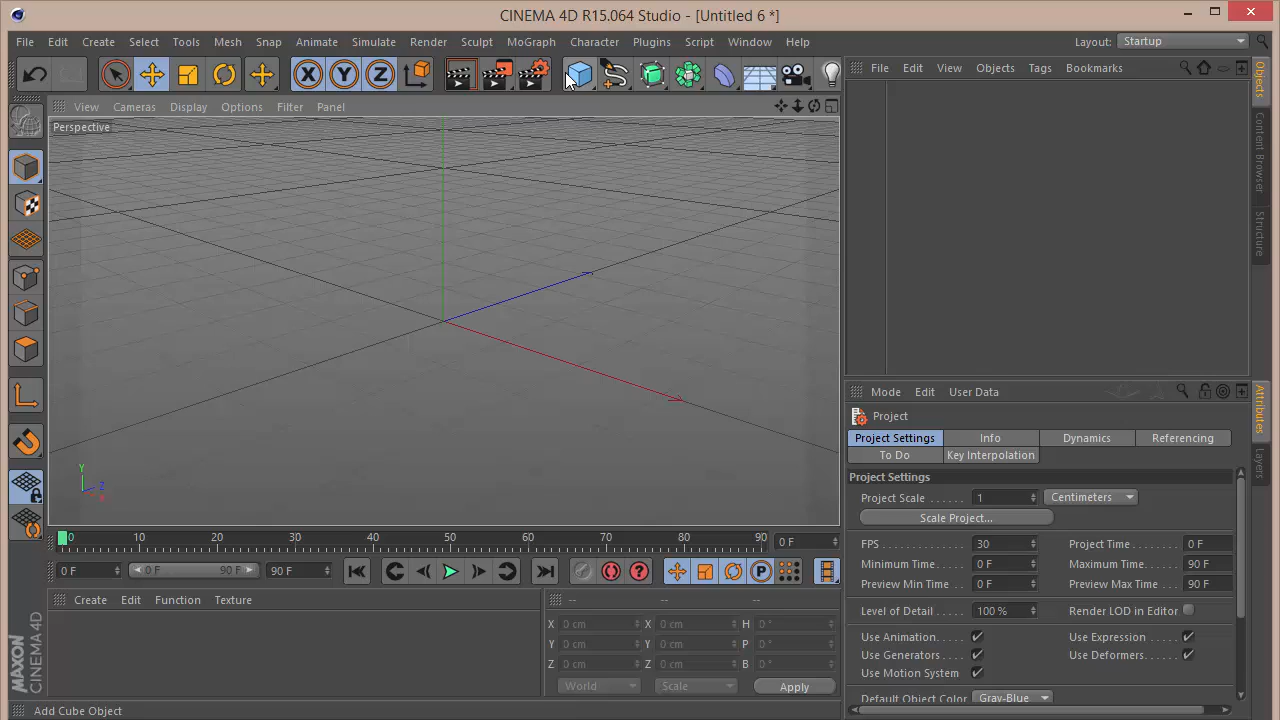 CINEMA 4D R15.064 Studio - [Untitled 6 *]
File Edit Create Select Tools Mesh Snap Animate Simulate Render Sculpt MoGraph Character Plugins Script Window Help Layout: Startup
X Y Z
File Edit View Objects Tags Bookmarks
View Cameras Display Options Filter Panel
Perspective
Objects
Content Browser
Structure
Y
Z
X
Mode Edit User Data
Project
Project Settings Info Dynamics Referencing
To Do Key Interpolation
Project Settings
Project Scale ...... 1 Centimeters
Scale Project...
FPS 30 Project Time 0 F
Minimum Time 0 F Maximum Time 90 F
Preview Min Time 0 F Preview Max Time 90 F
Level of Detail 100 % Render LOD in Editor
Use Animation Use Expression
Use Generators Use Deformers
Use Motion System
Default Object Color Gray-Blue
Attributes
Layers
0 10 20 30 40 50 60 70 80 90 0 F
0 F 0 F 90 F 90 F P
Create Edit Function Texture
-- -- --
X 0 cm X 0 cm H 0 °
Y 0 cm Y 0 cm P 0 °
Z 0 cm Z 0 cm B 0 °
World Scale Apply
MAXON CINEMA 4D
Add Cube Object